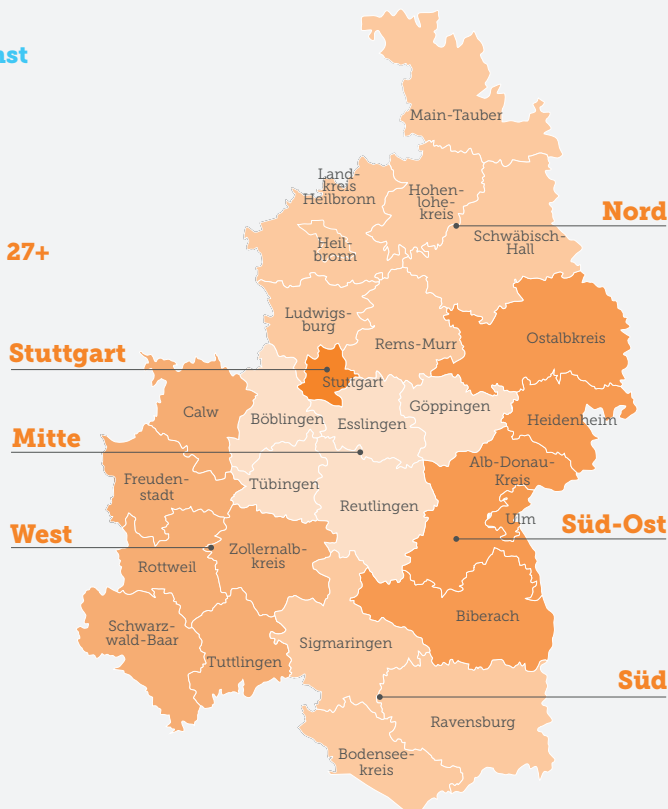 Main-Tauber
Land-
kreis
Heilbronn
Hohen-
lohe-
kreis
Nord
Schwäbisch-
Hall
Heil-
bronn
27+
Ludwigs-
burg
Rems-Murr
Ostalbkreis
Stuttgart
Stuttgart
Calw
Böblingen
Esslingen
Göppingen
Heidenheim
Mitte
Alb-Donau-
Kreis
Freuden-
stadt
Tübingen
Reutlingen
Ulm
Süd-Ost
West
Zollernalb-
kreis
Rottweil
Biberach
Schwarz-
wald-Baar
Sigmaringen
Tuttlingen
Süd
Ravensburg
Bodensee-
kreis